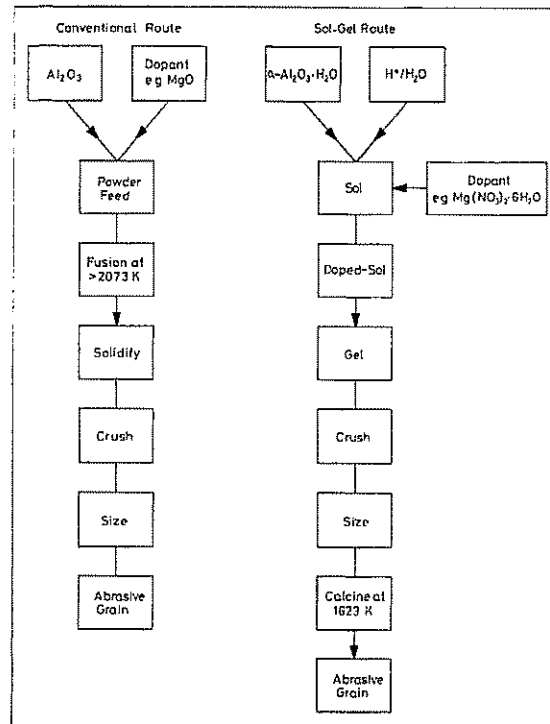 Conventional Route
Al₂O₃
Dopant
e g MgO
Powder
Feed
Fusion at
>2073 K
Solidify
Crush
Size
Abrasive
Grain
Sol-Gel Route
α-Al₂O₃·H₂O
H⁺/H₂O
Sol
Dopant
eg Mg(NO₃)₂·6H₂O
Doped-Sol
Gel
Crush
Size
Calcine at
1623 K
Abrasive
Grain